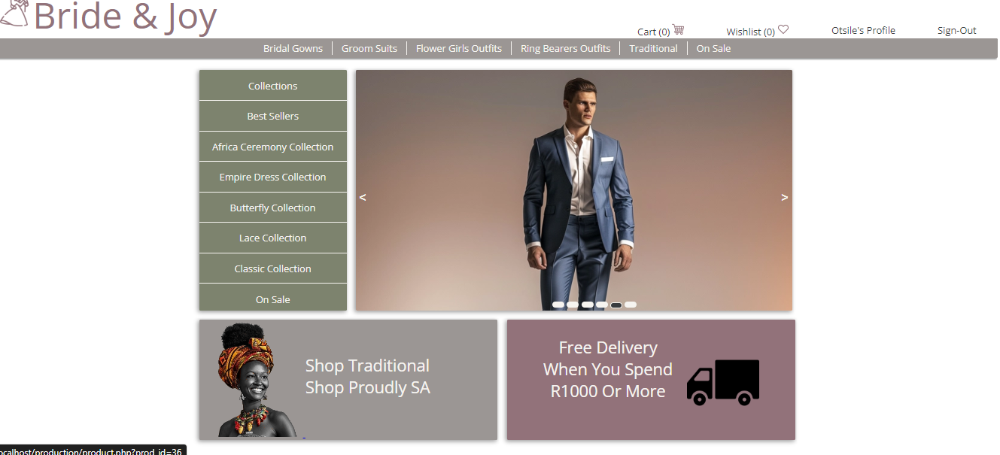 Bride & Joy
Cart (0)
Wishlist (0)
Otsile's Profile
Sign-Out
Bridal Gowns
Groom Suits
Flower Girls Outfits
Ring Bearers Outfits
Traditional
On Sale
Collections
Best Sellers
Africa Ceremony Collection
Empire Dress Collection
Butterfly Collection
Lace Collection
Classic Collection
On Sale
<
>
Shop Traditional
Shop Proudly SA
Free Delivery
When You Spend
R1000 Or More
ocalhost/production/product.php?prod_id=36